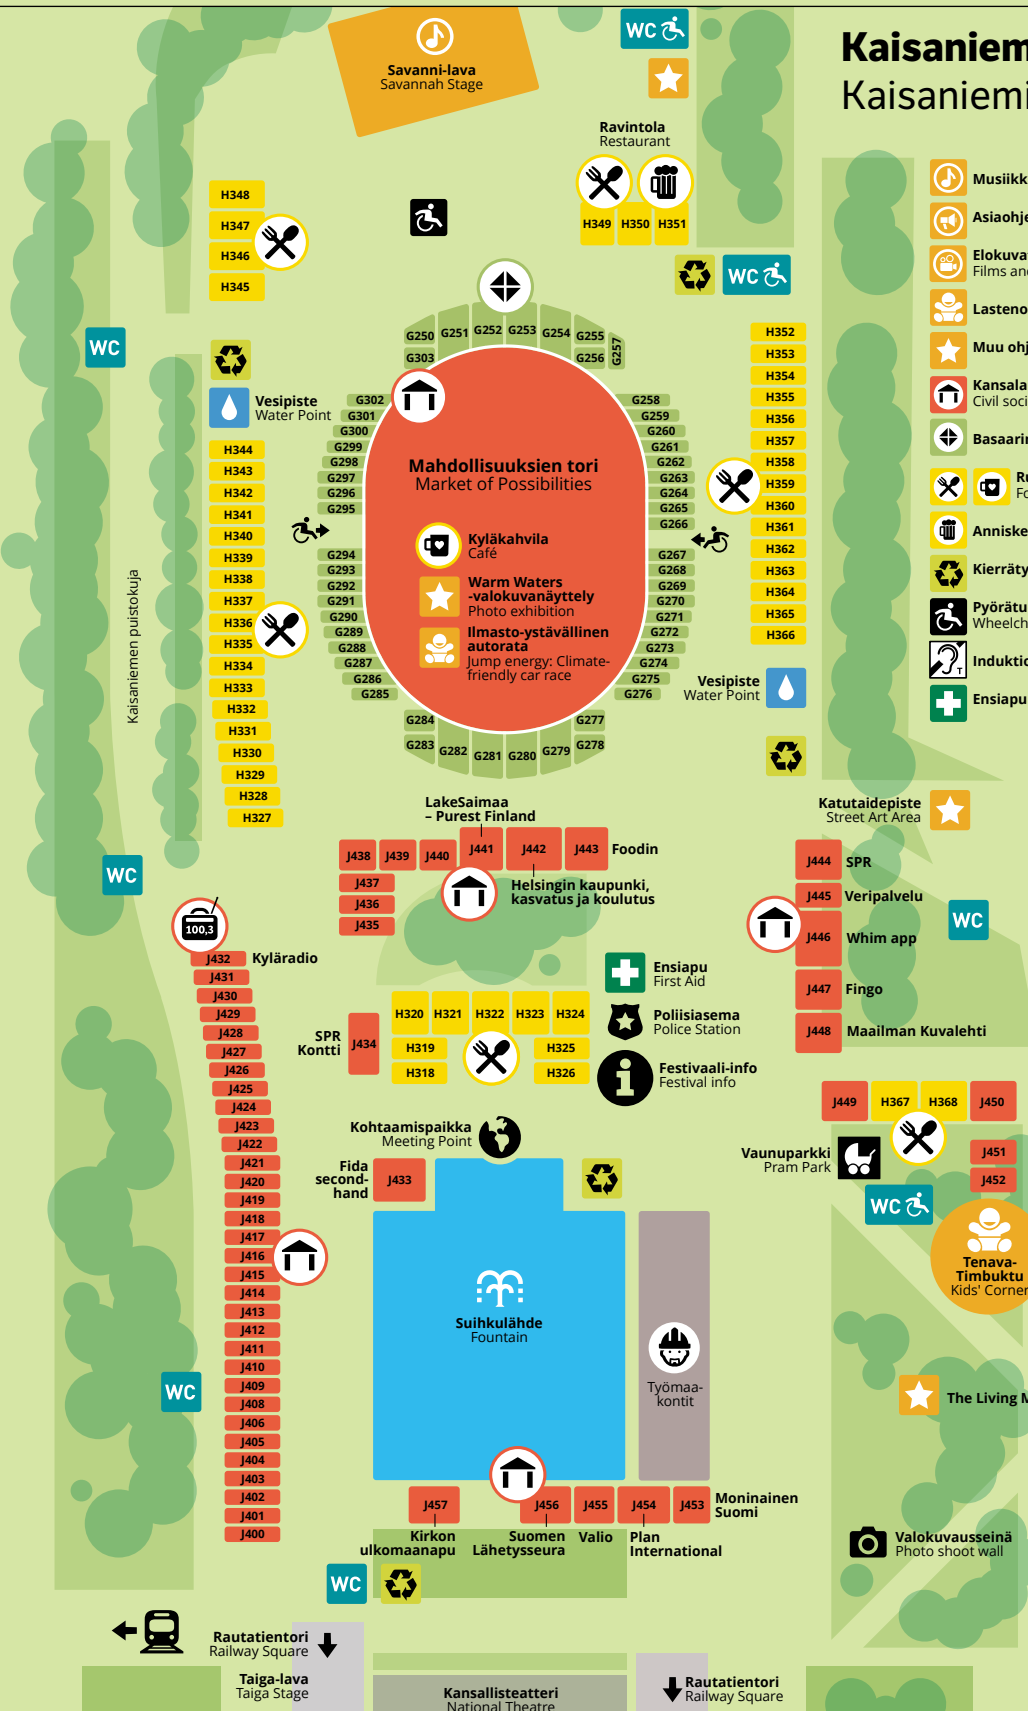 Savanni-lava
Savannah Stage
WC
Kaisaniem
Kaisaniemi
Ravintola
Restaurant
H349 H350 H351
WC
H348
H347
H346
H345
WC
Vesipiste
Water Point
Musiikk
Asiaohje
Elokuva
Films an
Lasteno
Muu ohj
Kansala
Civil soci
Basaarin
Ru
Fo
Anniske
Kierräty
Pyörätu
Wheelch
Induktio
T
Ensiapu
G250 G251 G252 G253 G254 G255
G303 G256 G257
G302
G301
G300
G299
G298
G297
G296
G295
G294
G293
G292
G291
G290
G289
G288
G287
G286
G285
G284
G283 G282 G281 G280 G279 G278
G277
G258
G259
G260
G261
G262
G263
G264
G265
G266
G267
G268
G269
G270
G271
G272
G273
G274
G275
G276
Mahdollisuuksien tori
Market of Possibilities
Kyläkahvila
Café
Warm Waters
-valokuvanäyttely
Photo exhibition
Ilmasto-ystävällinen
autorata
Jump energy: Climate-
friendly car race
H344
H343
H342
H341
H340
H339
H338
H337
H336
H335
H334
H333
H332
H331
H330
H329
H328
H327
Kaisaniemen puistokuja
H352
H353
H354
H355
H356
H357
H358
H359
H360
H361
H362
H363
H364
H365
H366
Vesipiste
Water Point
Katutaidepiste
Street Art Area
LakeSaimaa
– Purest Finland
J438 J439 J440 J441 J442 J443 Foodin
J437
J436
J435
Helsingin kaupunki,
kasvatus ja koulutus
WC
100,3
J432 Kyläradio
J431
J430
J429
J428
J427
J426
J425
J424
J423
J422
J421
J420
J419
J418
J417
J416
J415
J414
J413
J412
J411
J410
J409
J408
J406
J405
J404
J403
J402
J401
J400
WC
J444 SPR
J445 Veripalvelu
J446 Whim app
J447 Fingo
J448 Maailman Kuvalehti
WC
Ensiapu
First Aid
Poliisiasema
Police Station
Festivaali-info
Festival info
SPR
Kontti
J434
H320 H321 H322 H323 H324
H319 H325
H318 H326
Kohtaamispaikka
Meeting Point
Fida
second-
hand
J433
J449 H367 H368 J450
J451
J452
Vaunuparkki
Pram Park
WC
Tenava-
Timbuktu
Kids' Corner
Suihkulähde
Fountain
Työmaa-
kontit
The Living M
J457 J456 J455 J454 J453
Moninainen
Suomi
Kirkon
ulkomaanapu
Suomen
Lähetysseura
Valio
Plan
International
Valokuvausseinä
Photo shoot wall
WC
Rautatientori
Railway Square
Taiga-lava
Taiga Stage
Kansallisteatteri
National Theatre
Rautatientori
Railway Square